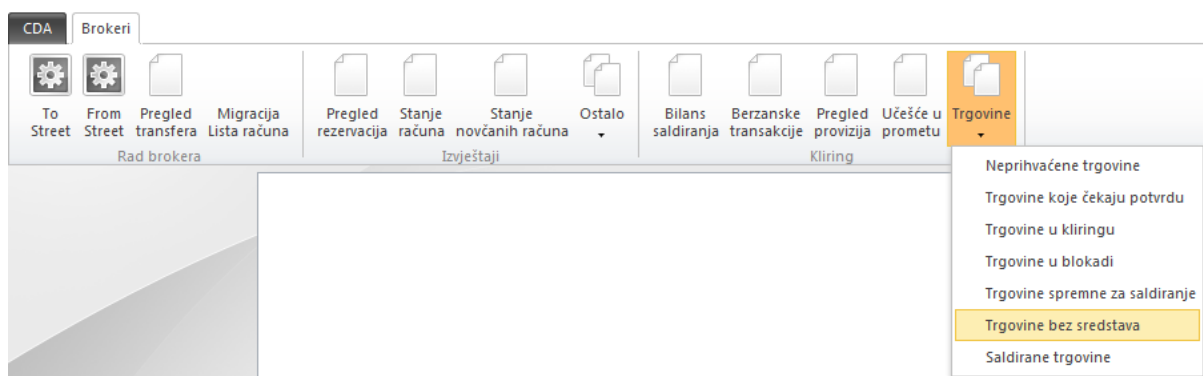 CDA Brokeri
To Street
From Street
Pregled transfera
Migracija Lista računa
Rad brokera
Pregled rezervacija
Stanje računa
Stanje novčanih računa
Ostalo
Izvještaji
Bilans saldiranja
Berzanske transakcije
Pregled provizija
Učešće u prometu
Trgovine
Kliring
Neprihvaćene trgovine
Trgovine koje čekaju potvrdu
Trgovine u kliringu
Trgovine u blokadi
Trgovine spremne za saldiranje
Trgovine bez sredstava
Saldirane trgovine